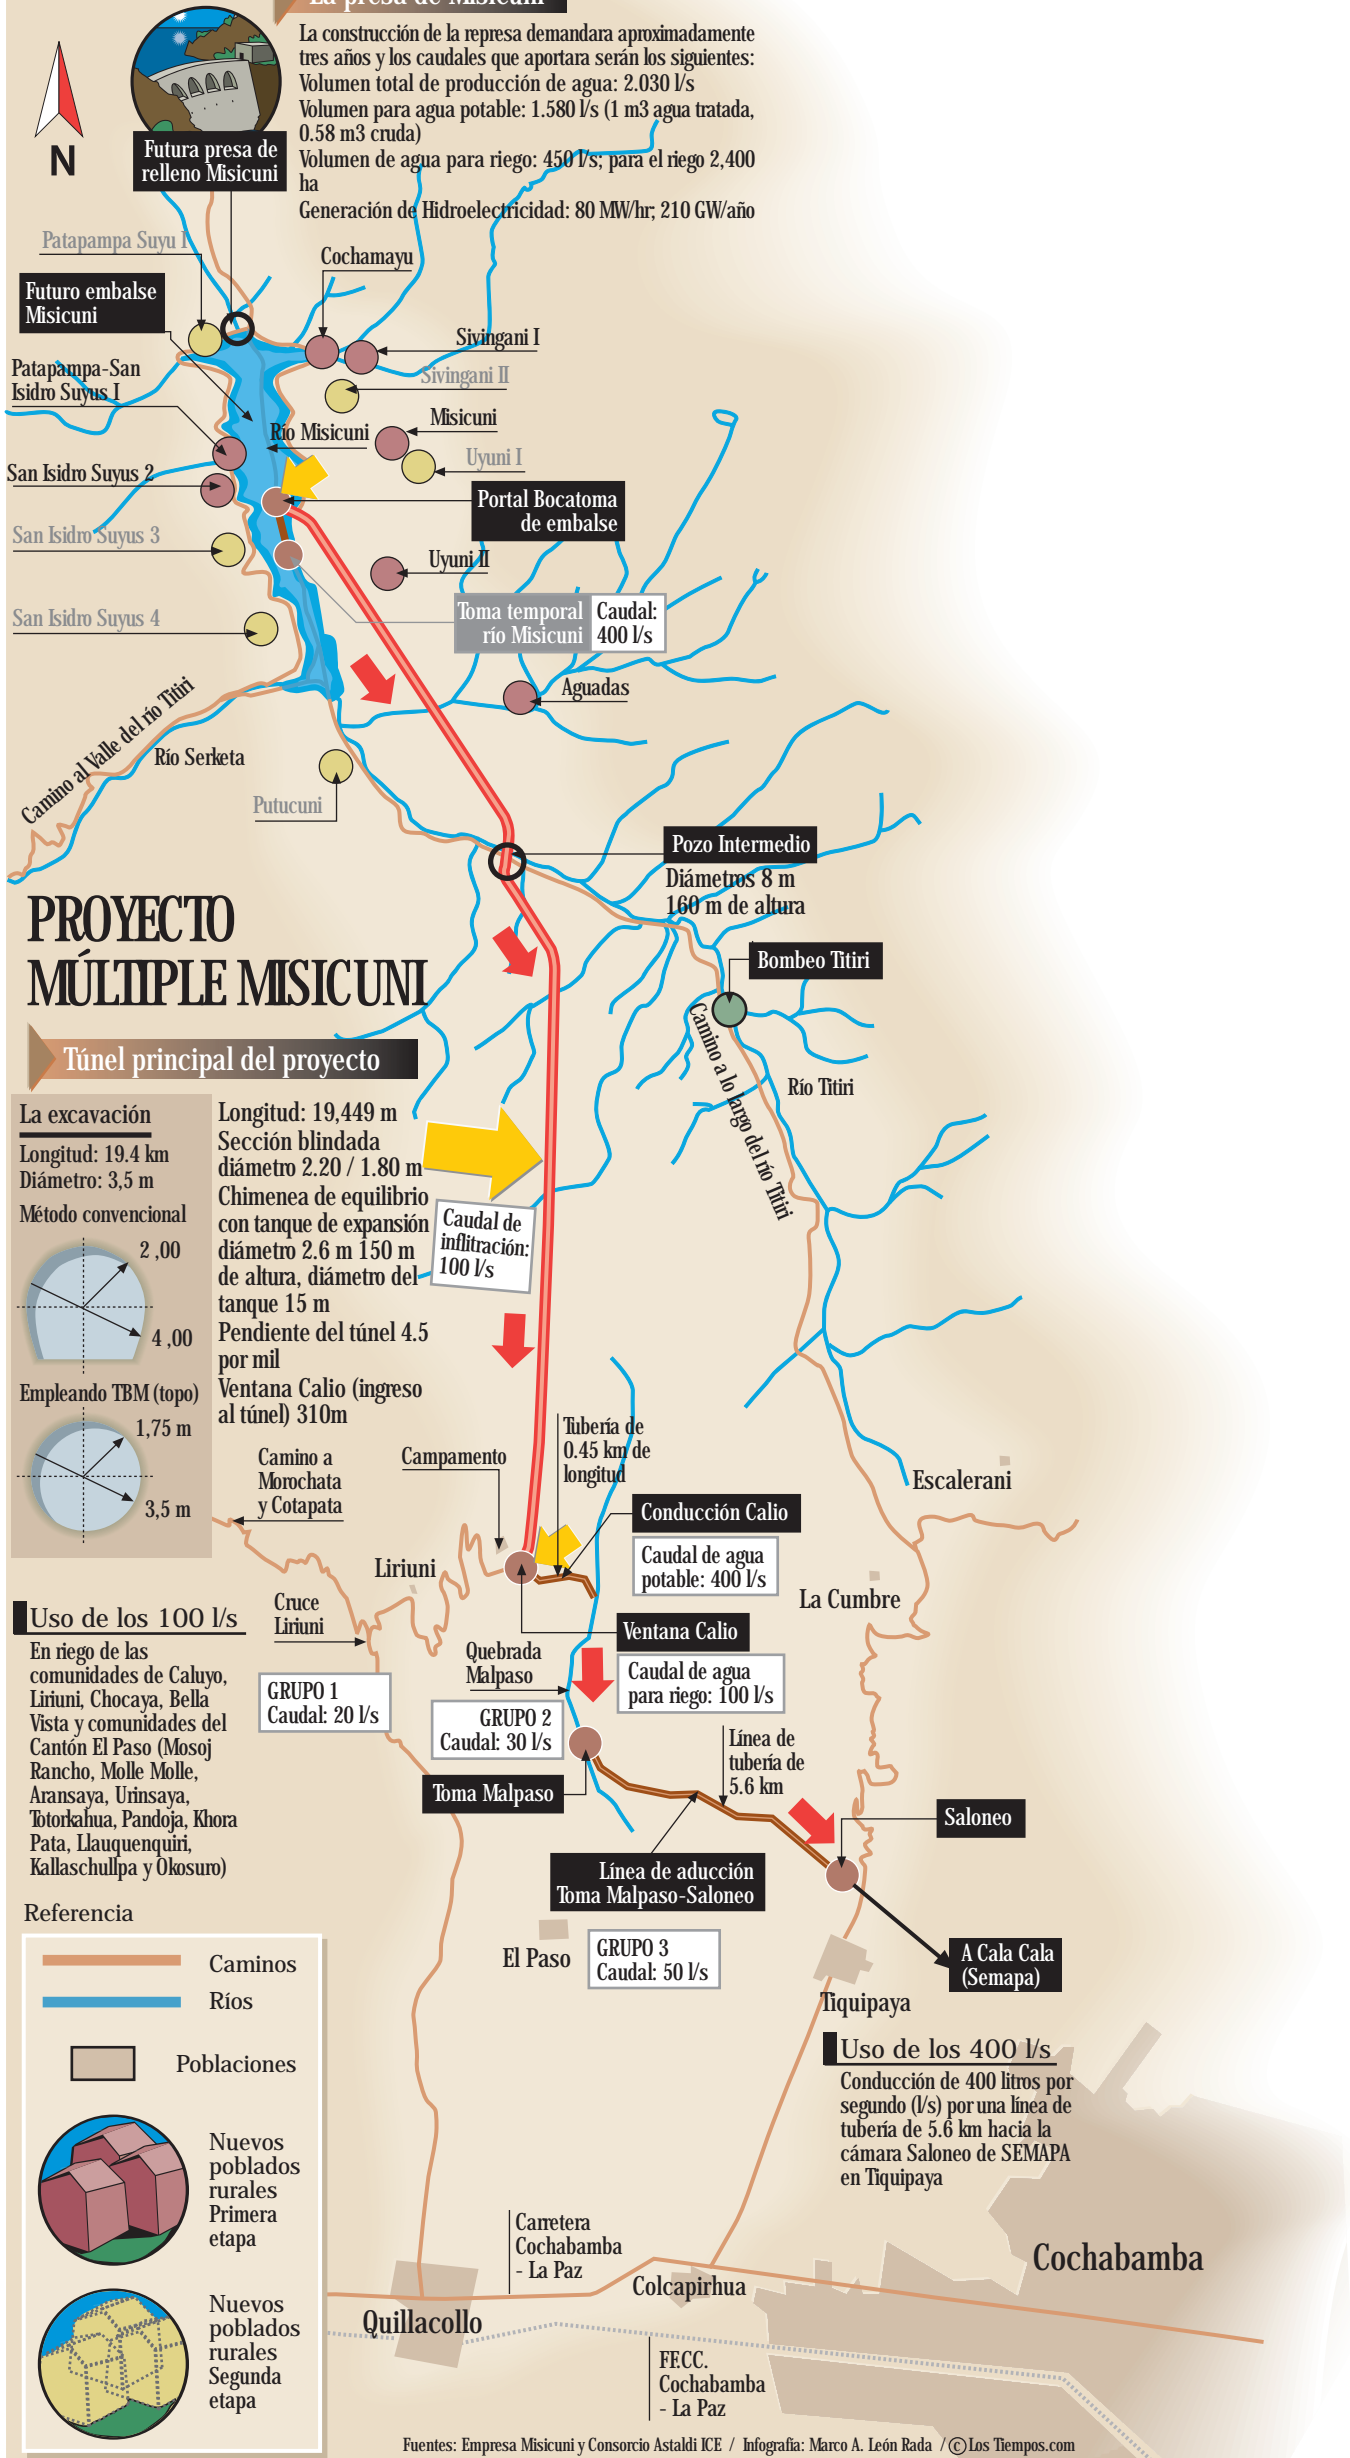 La presa de Misicuni
La construcción de la represa demandara aproximadamente
tres años y los caudales que aportara serán los siguientes:
Volumen total de producción de agua: 2.030 l/s
Volumen para agua potable: 1.580 l/s (1 m3 agua tratada,
0.58 m3 cruda)
Volumen de agua para riego: 450 l/s; para el riego 2,400
ha
Generación de Hidroelectricidad: 80 MW/hr; 210 GW/año
N
Futura presa de
relleno Misicuni
Patapampa Suyu I
Cochamayu
Futuro embalse
Misicuni
Sivingani I
Patapampa-San
Isidro Suyus I
Sivingani II
Misicuni
Río Misicuni
Uyuni I
San Isidro Suyus 2
Portal Bocatoma
de embalse
San Isidro Suyus 3
Uyuni II
Toma temporal
río Misicuni
Caudal:
400 l/s
San Isidro Suyus 4
Aguadas
Camino al Valle del río Titiri
Río Serketa
Putucuni
Pozo Intermedio
Diámetros 8 m
160 m de altura
PROYECTO
MÚLTIPLE MISICUNI
Bombeo Titiri
Camino a lo largo del río Titiri
Río Titiri
Túnel principal del proyecto
La excavación
Longitud: 19.4 km
Diámetro: 3,5 m
Método convencional
2 ,00
4 ,00
Empleando TBM (topo)
1,75 m
3,5 m
Longitud: 19,449 m
Sección blindada
diámetro 2.20 / 1.80 m
Chimenea de equilibrio
con tanque de expansión
diámetro 2.6 m 150 m
de altura, diámetro del
tanque 15 m
Pendiente del túnel 4.5
por mil
Ventana Calio (ingreso
al túnel) 310m
Caudal de
inflitración:
100 l/s
Tubería de
0.45 km de
longitud
Camino a
Morochata
y Cotapata
Campamento
Escalerani
Conducción Calio
Caudal de agua
potable: 400 l/s
Liriuni
La Cumbre
Cruce
Liriuni
Ventana Calio
Caudal de agua
para riego: 100 l/s
Quebrada
Malpaso
Uso de los 100 l/s
En riego de las
comunidades de Caluyo,
Liriuni, Chocaya, Bella
Vista y comunidades del
Cantón El Paso (Mosoj
Rancho, Molle Molle,
Aransaya, Urinsaya,
Totorkahua, Pandoja, Khora
Pata, Llauquenquiri,
Kallaschullpa y Okosuro)
GRUPO 1
Caudal: 20 l/s
GRUPO 2
Caudal: 30 l/s
Línea de
tubería de
5.6 km
Toma Malpaso
Saloneo
Línea de aducción
Toma Malpaso-Saloneo
El Paso
GRUPO 3
Caudal: 50 l/s
A Cala Cala
(Semapa)
Tiquipaya
Referencia
Caminos
Ríos
Poblaciones
Nuevos
poblados
rurales
Primera
etapa
Nuevos
poblados
rurales
Segunda
etapa
Uso de los 400 l/s
Conducción de 400 litros por
segundo (l/s) por una línea de
tubería de 5.6 km hacia la
cámara Saloneo de SEMAPA
en Tiquipaya
Carretera
Cochabamba
- La Paz
Cochabamba
Colcapirhua
Quillacollo
FF.CC.
Cochabamba
- La Paz
Fuentes: Empresa Misicuni y Consorcio Astaldi ICE / Infografía: Marco A. León Rada / © Los Tiempos.com